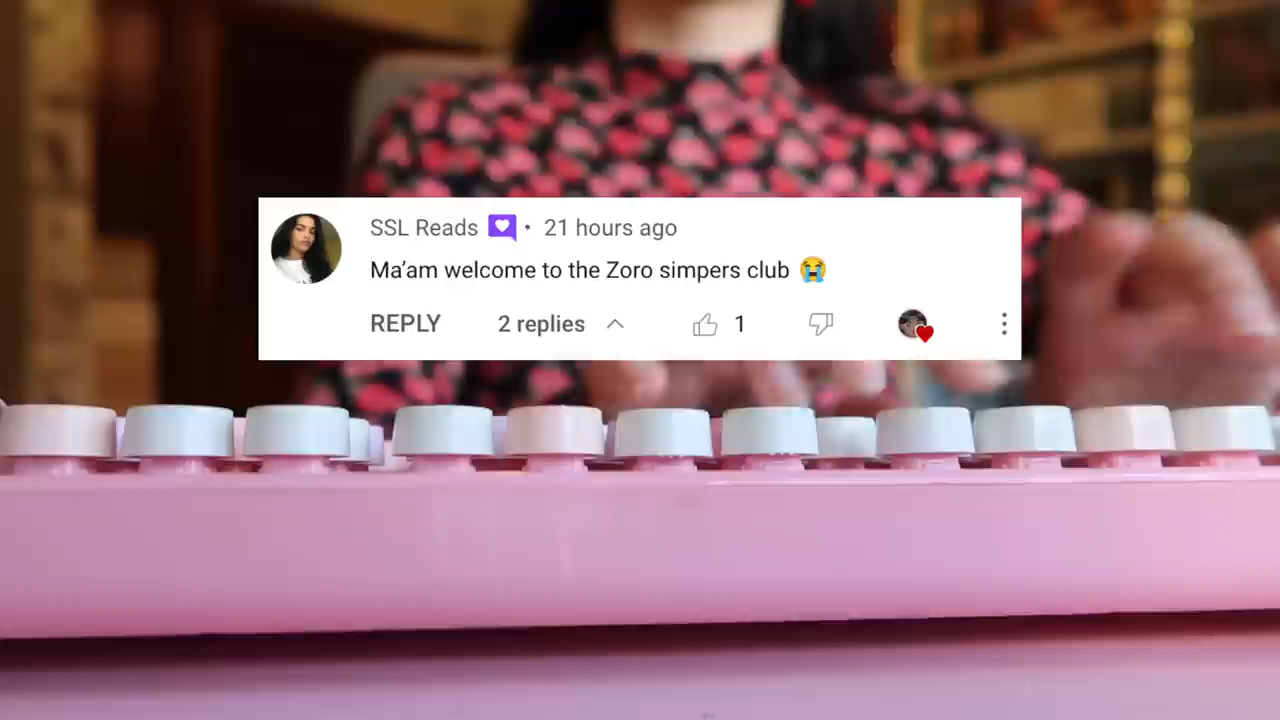 SSL Reads • 21 hours ago
Ma’am welcome to the Zoro simpers club 😭
REPLY 2 replies 1